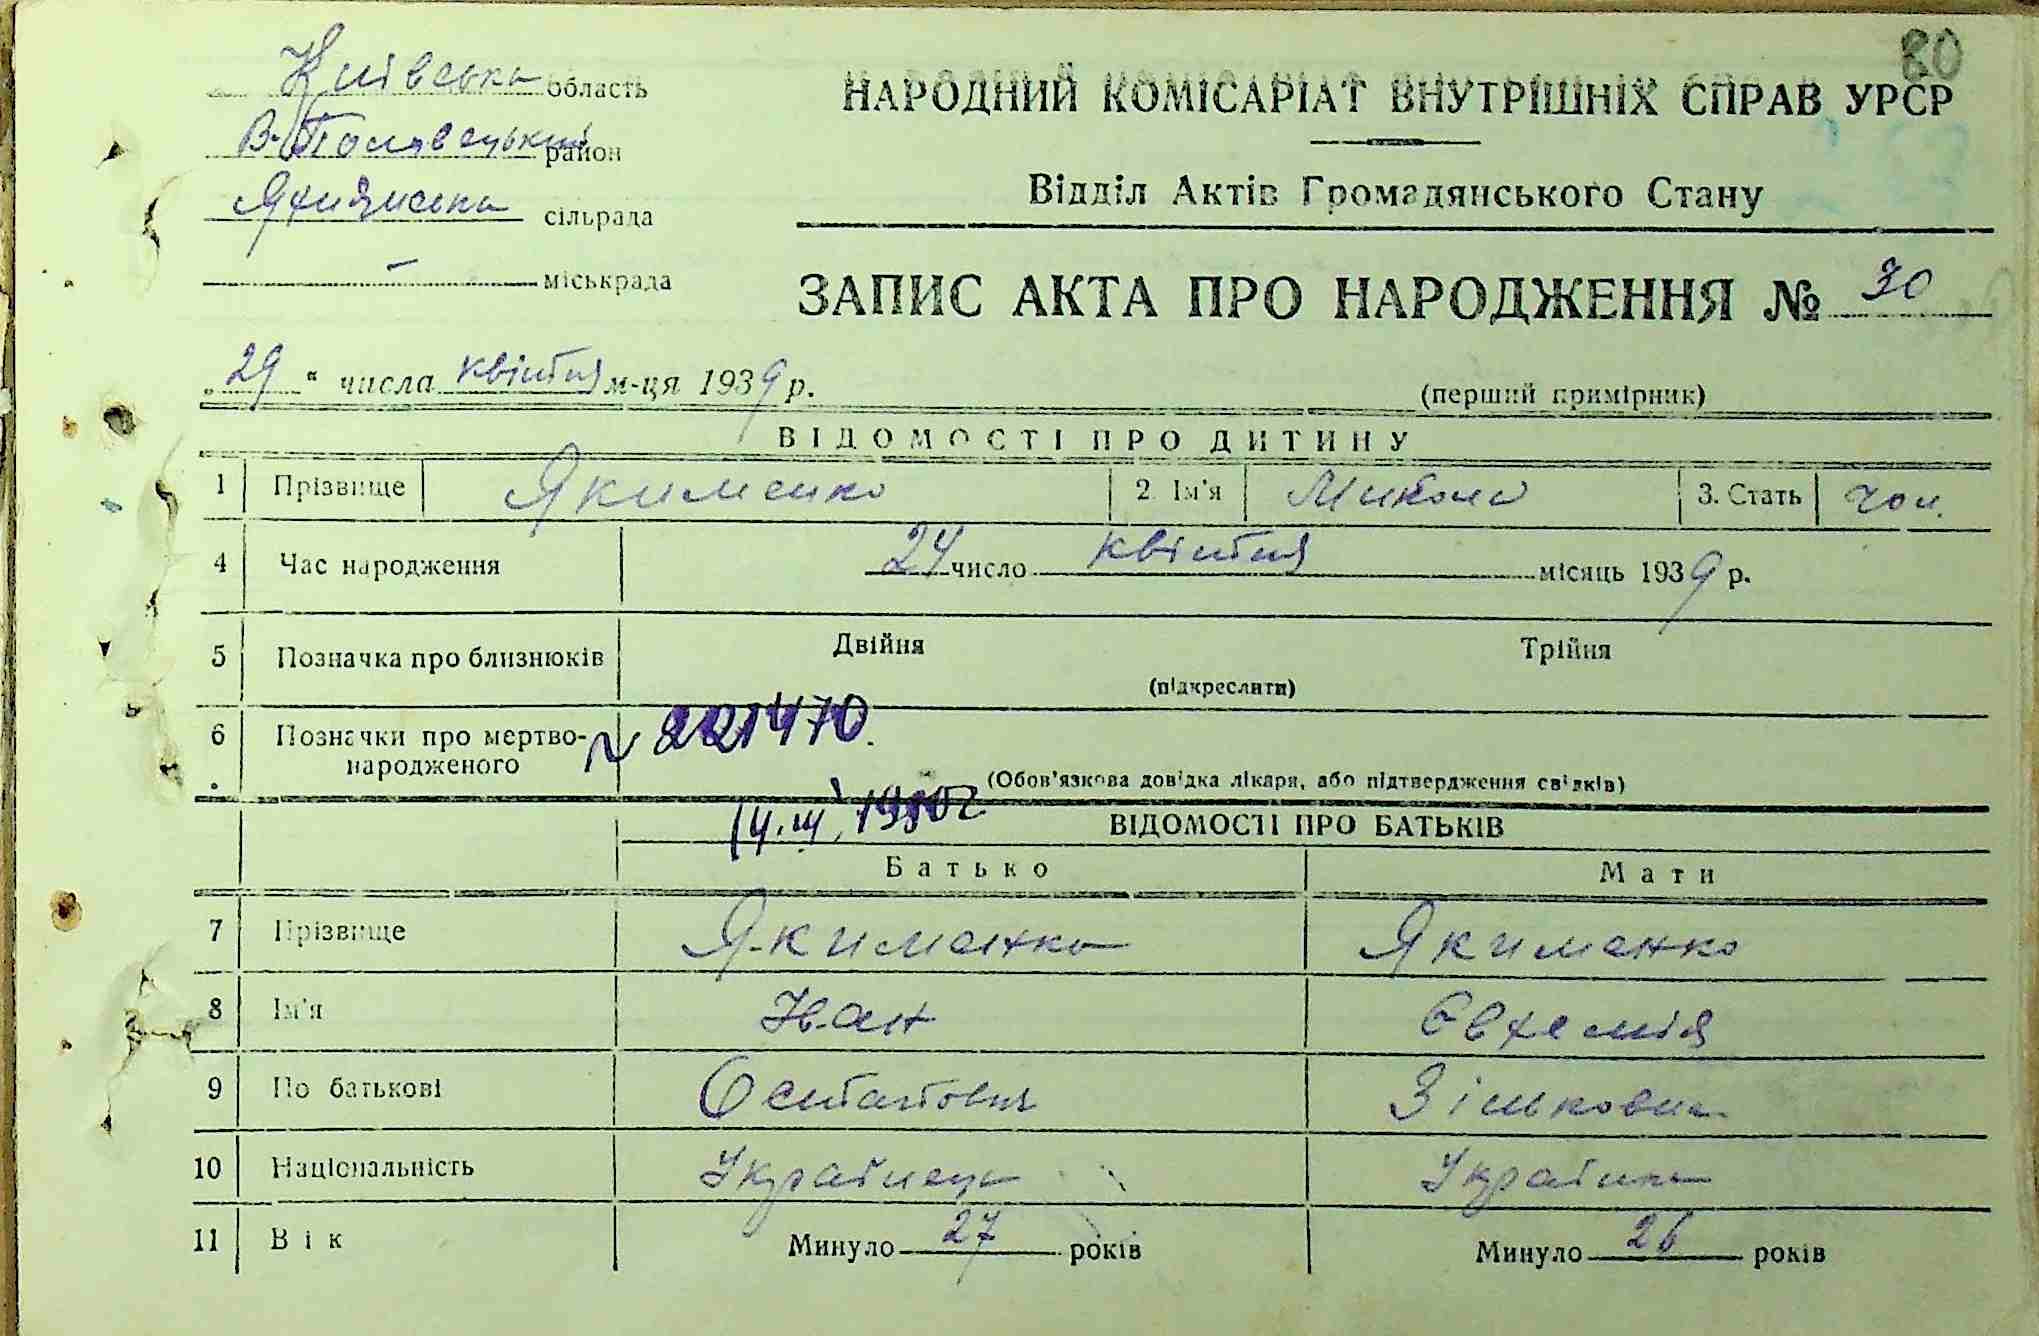 80
Київська область
НАРОДНИЙ КОМІСАРІАТ ВНУТРІШНІХ СПРАВ УРСР
В-Половецький район
Відділ Актів Громадянського Стану
Яхнянська сільрада
– міськрада
ЗАПИС АКТА ПРО НАРОДЖЕННЯ № 30
„29“ числа квітня м-ця 1939 р.
(перший примірник)
ВІДОМОСТІ ПРО ДИТИНУ
1 Прізвище Якименко 2. Ім'я Микола 3. Стать чол.
4 Час народження 24 число квітня місяць 1939 р.
5 Позначка про близнюків Двійня Трійня
(підкреслити)
6 Позначки про мертво-
народженого
№ 221470.
(Обов'язкова довідка лікаря, або підтвердження свідків)
ВІДОМОСТІ ПРО БАТЬКІВ
Батько Мати
7 Прізвище Якименко Якименко
8 Ім'я Іван Євхемія
9 По батькові Остапович Зіньковна
10 Національність Українець Українка
11 Вік Минуло 27 років Минуло 26 років